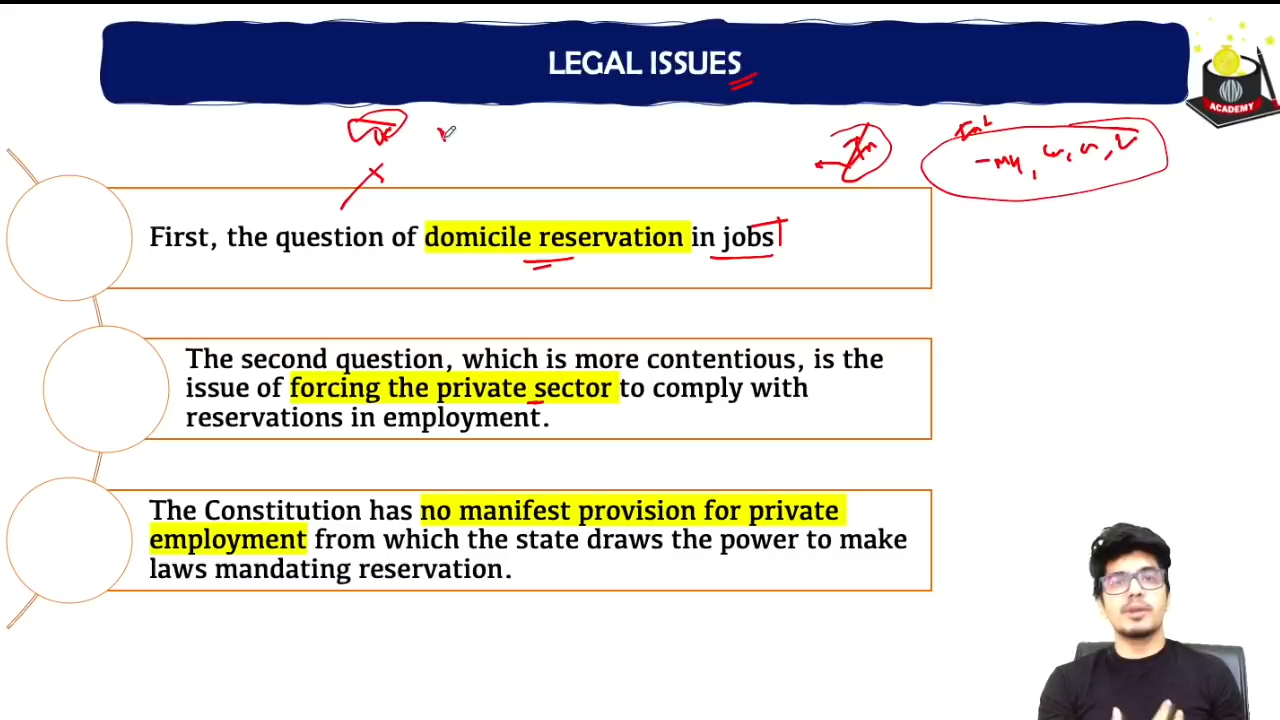 LEGAL ISSUES
ACADEMY
First, the question of domicile reservation in jobs
The second question, which is more contentious, is the
issue of forcing the private sector to comply with
reservations in employment.
The Constitution has no manifest provision for private
employment from which the state draws the power to make
laws mandating reservation.